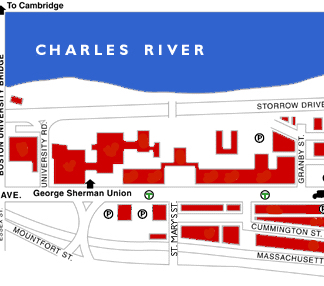 To Cambridge
CHARLES RIVER
STORROW DRIVE
BOSTON UNIVERSITY BRIDGE
UNIVERSITY RD.
P
GRANBY ST.
AVE.
George Sherman Union
T
T
P
P
P
ESSEX ST.
MOUNTFORT ST.
ST. MARY'S ST.
CUMMINGTON ST.
MASSACHUSETT